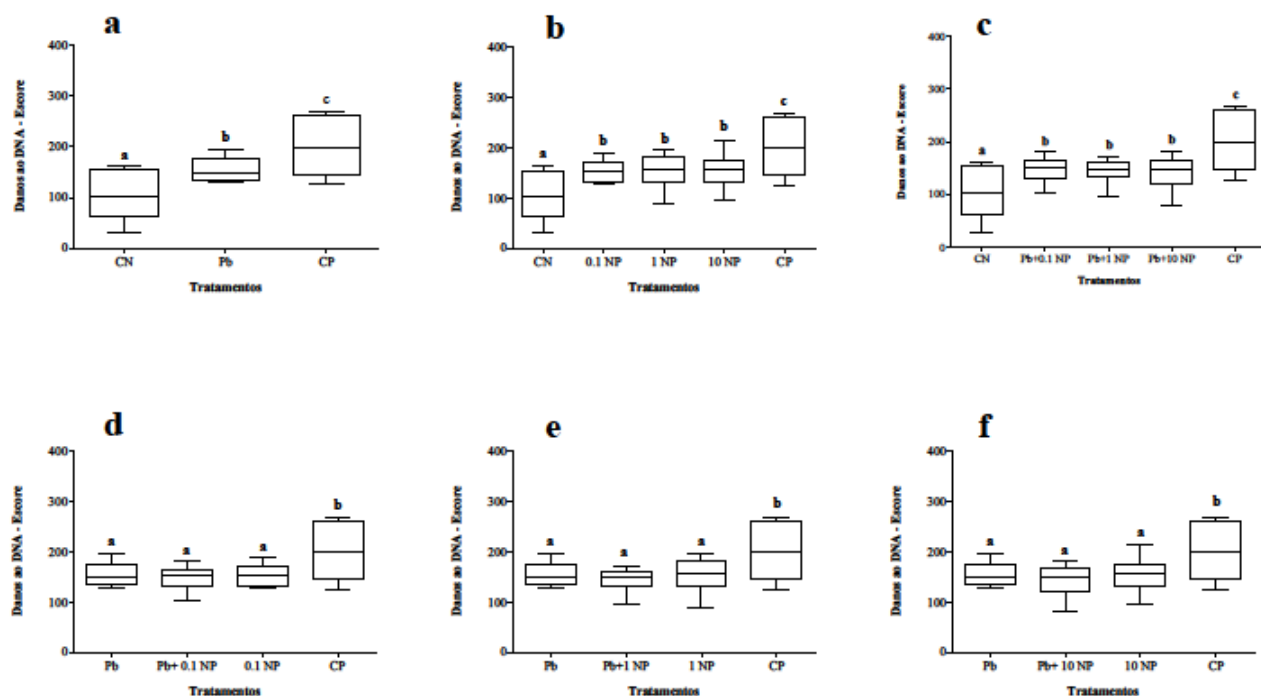 a
Danos ao DNA - Escore
400
300
200
100
0
a
b
c
CN Pb CP
Tratamentos
b
Danos ao DNA - Escore
400
300
200
100
0
a
b
b
b
c
CN 0.1 NP 1 NP 10 NP CP
Tratamentos
c
Danos ao DNA - Escore
400
300
200
100
0
a
b
b
b
c
CN Pb+0.1 NP Pb+1 NP Pb+10 NP CP
Tratamentos
d
Danos ao DNA - Escore
400
300
200
100
0
a
a
a
b
Pb Pb+ 0.1 NP 0.1 NP CP
Tratamentos
e
Danos ao DNA - Escore
400
300
200
100
0
a
a
a
b
Pb Pb+1 NP 1 NP CP
Tratamentos
f
Danos ao DNA - Escore
400
300
200
100
0
a
a
a
b
Pb Pb+ 10 NP 10 NP CP
Tratamentos